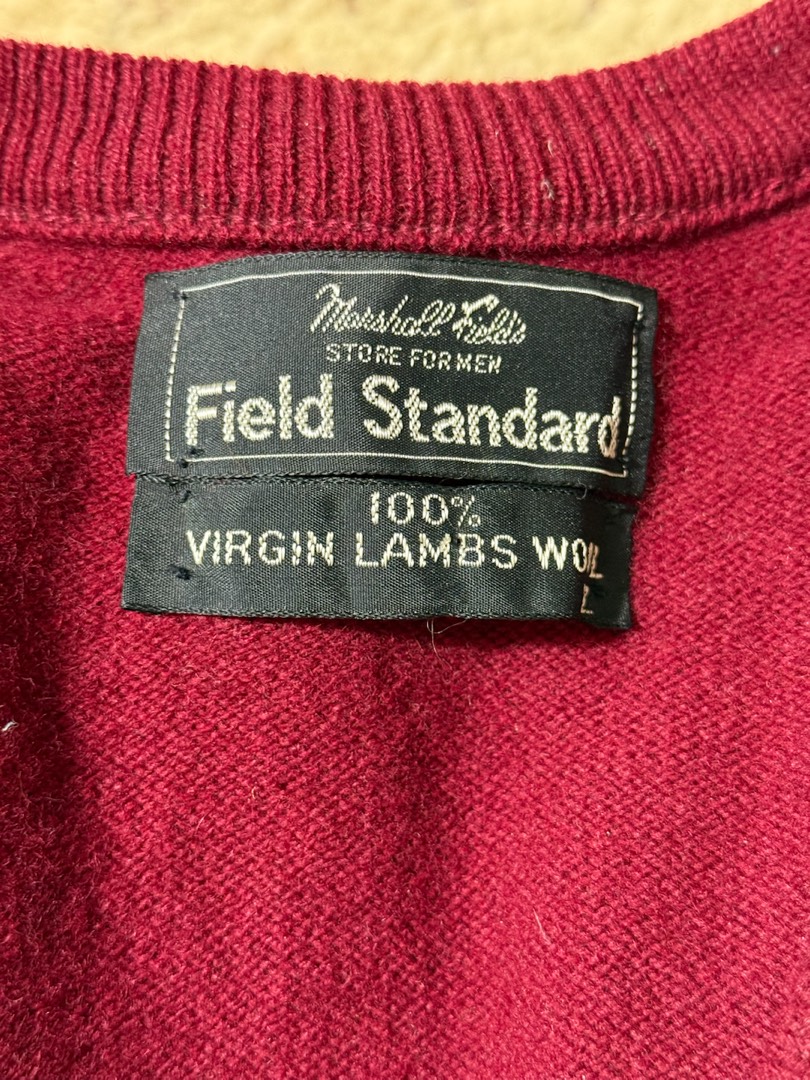 Marshall Field's
STORE FOR MEN
Field Standard
100%
VIRGIN LAMBS WOOL
L